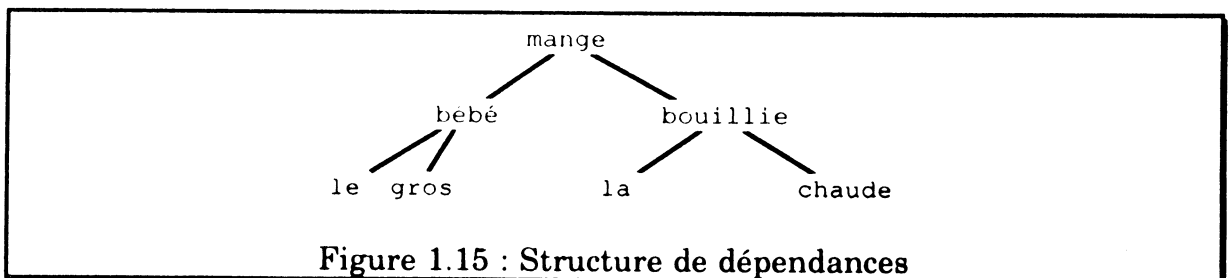 mange
bébé bouillie
le gros la chaude
Figure 1.15 : Structure de dépendances